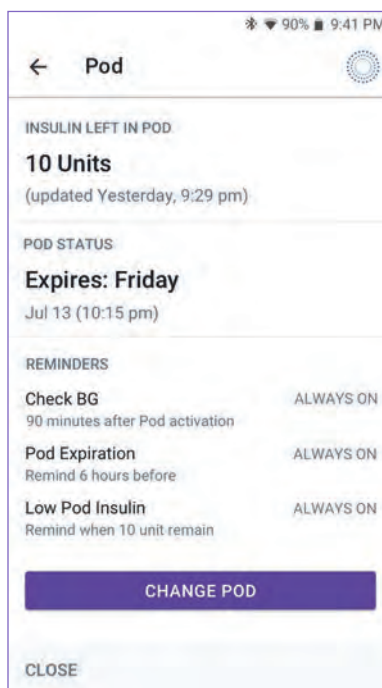 90% 9:41 PM
Pod
INSULIN LEFT IN POD
10 Units
(updated Yesterday, 9:29 pm)
POD STATUS
Expires: Friday
Jul 13 (10:15 pm)
REMINDERS
Check BG ALWAYS ON
90 minutes after Pod activation
Pod Expiration ALWAYS ON
Remind 6 hours before
Low Pod Insulin ALWAYS ON
Remind when 10 unit remain
CHANGE POD
CLOSE